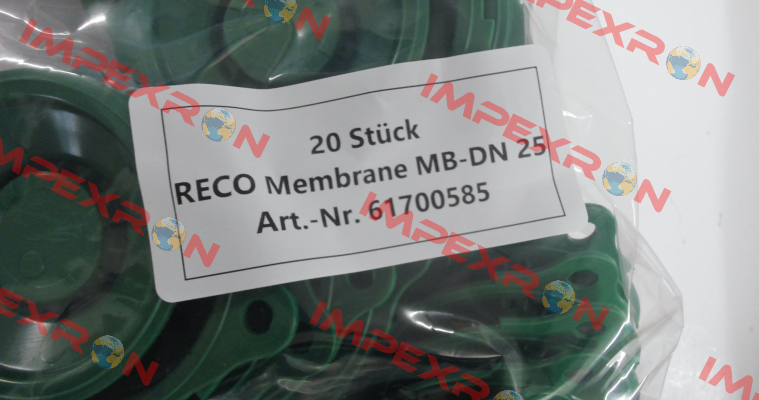 20 Stück
RECO Membrane MB-DN 25
Art.-Nr. 61700585
IMPEXRON
IMPEXRON
IMPEXRON
IMPEXRON
IMPEXRON
IMPEXRON